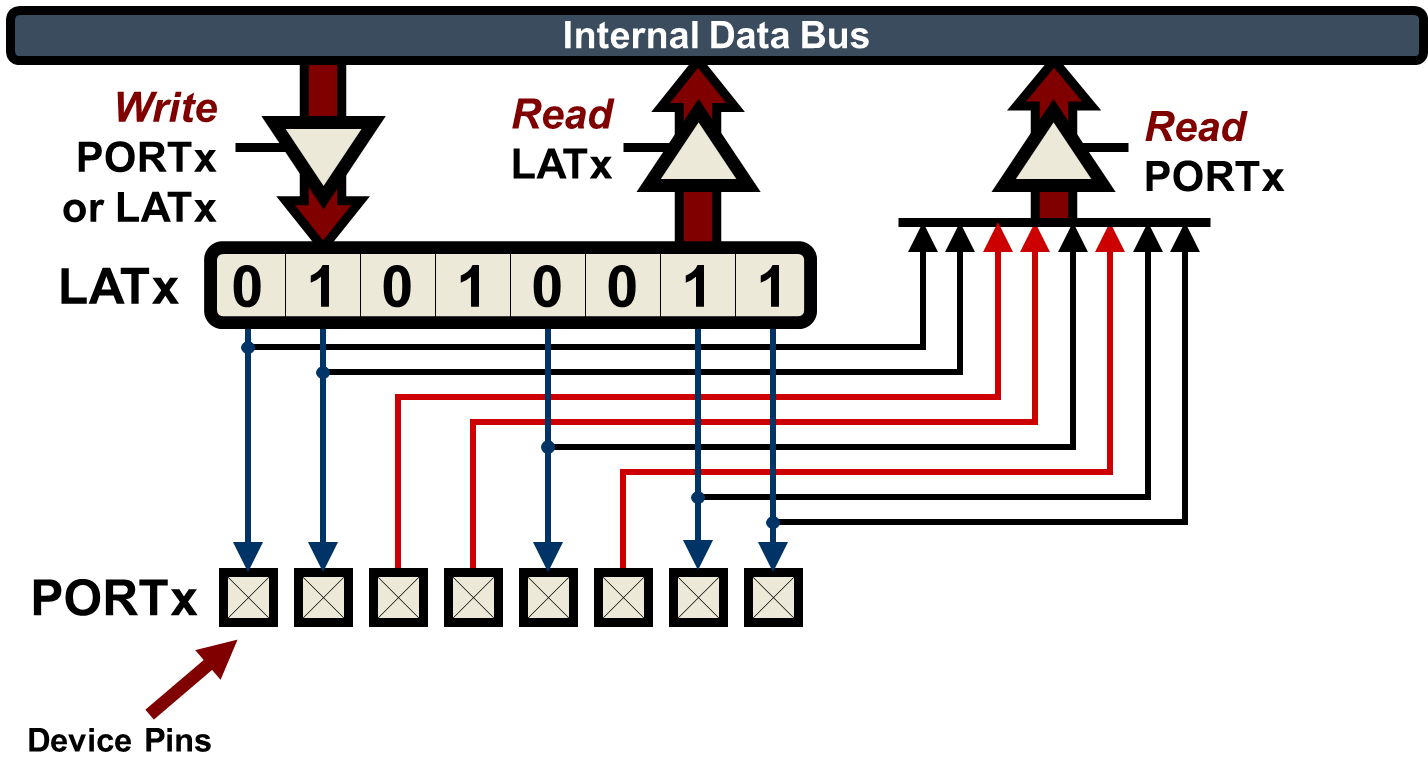 Internal Data Bus
Write
PORTx
or LATx
Read
LATx
Read
PORTx
LATx 0 1 0 1 0 0 1 1
PORTx
Device Pins